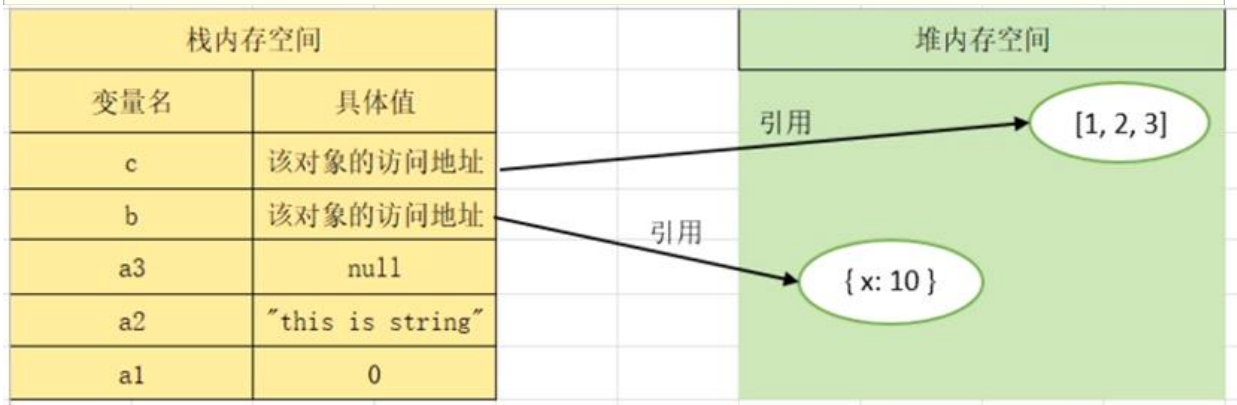 栈内存空间
堆内存空间
变量名 具体值
引用
[1, 2, 3]
c 该对象的访问地址
b 该对象的访问地址
引用
a3 null
{ x: 10 }
a2 "this is string"
a1 0